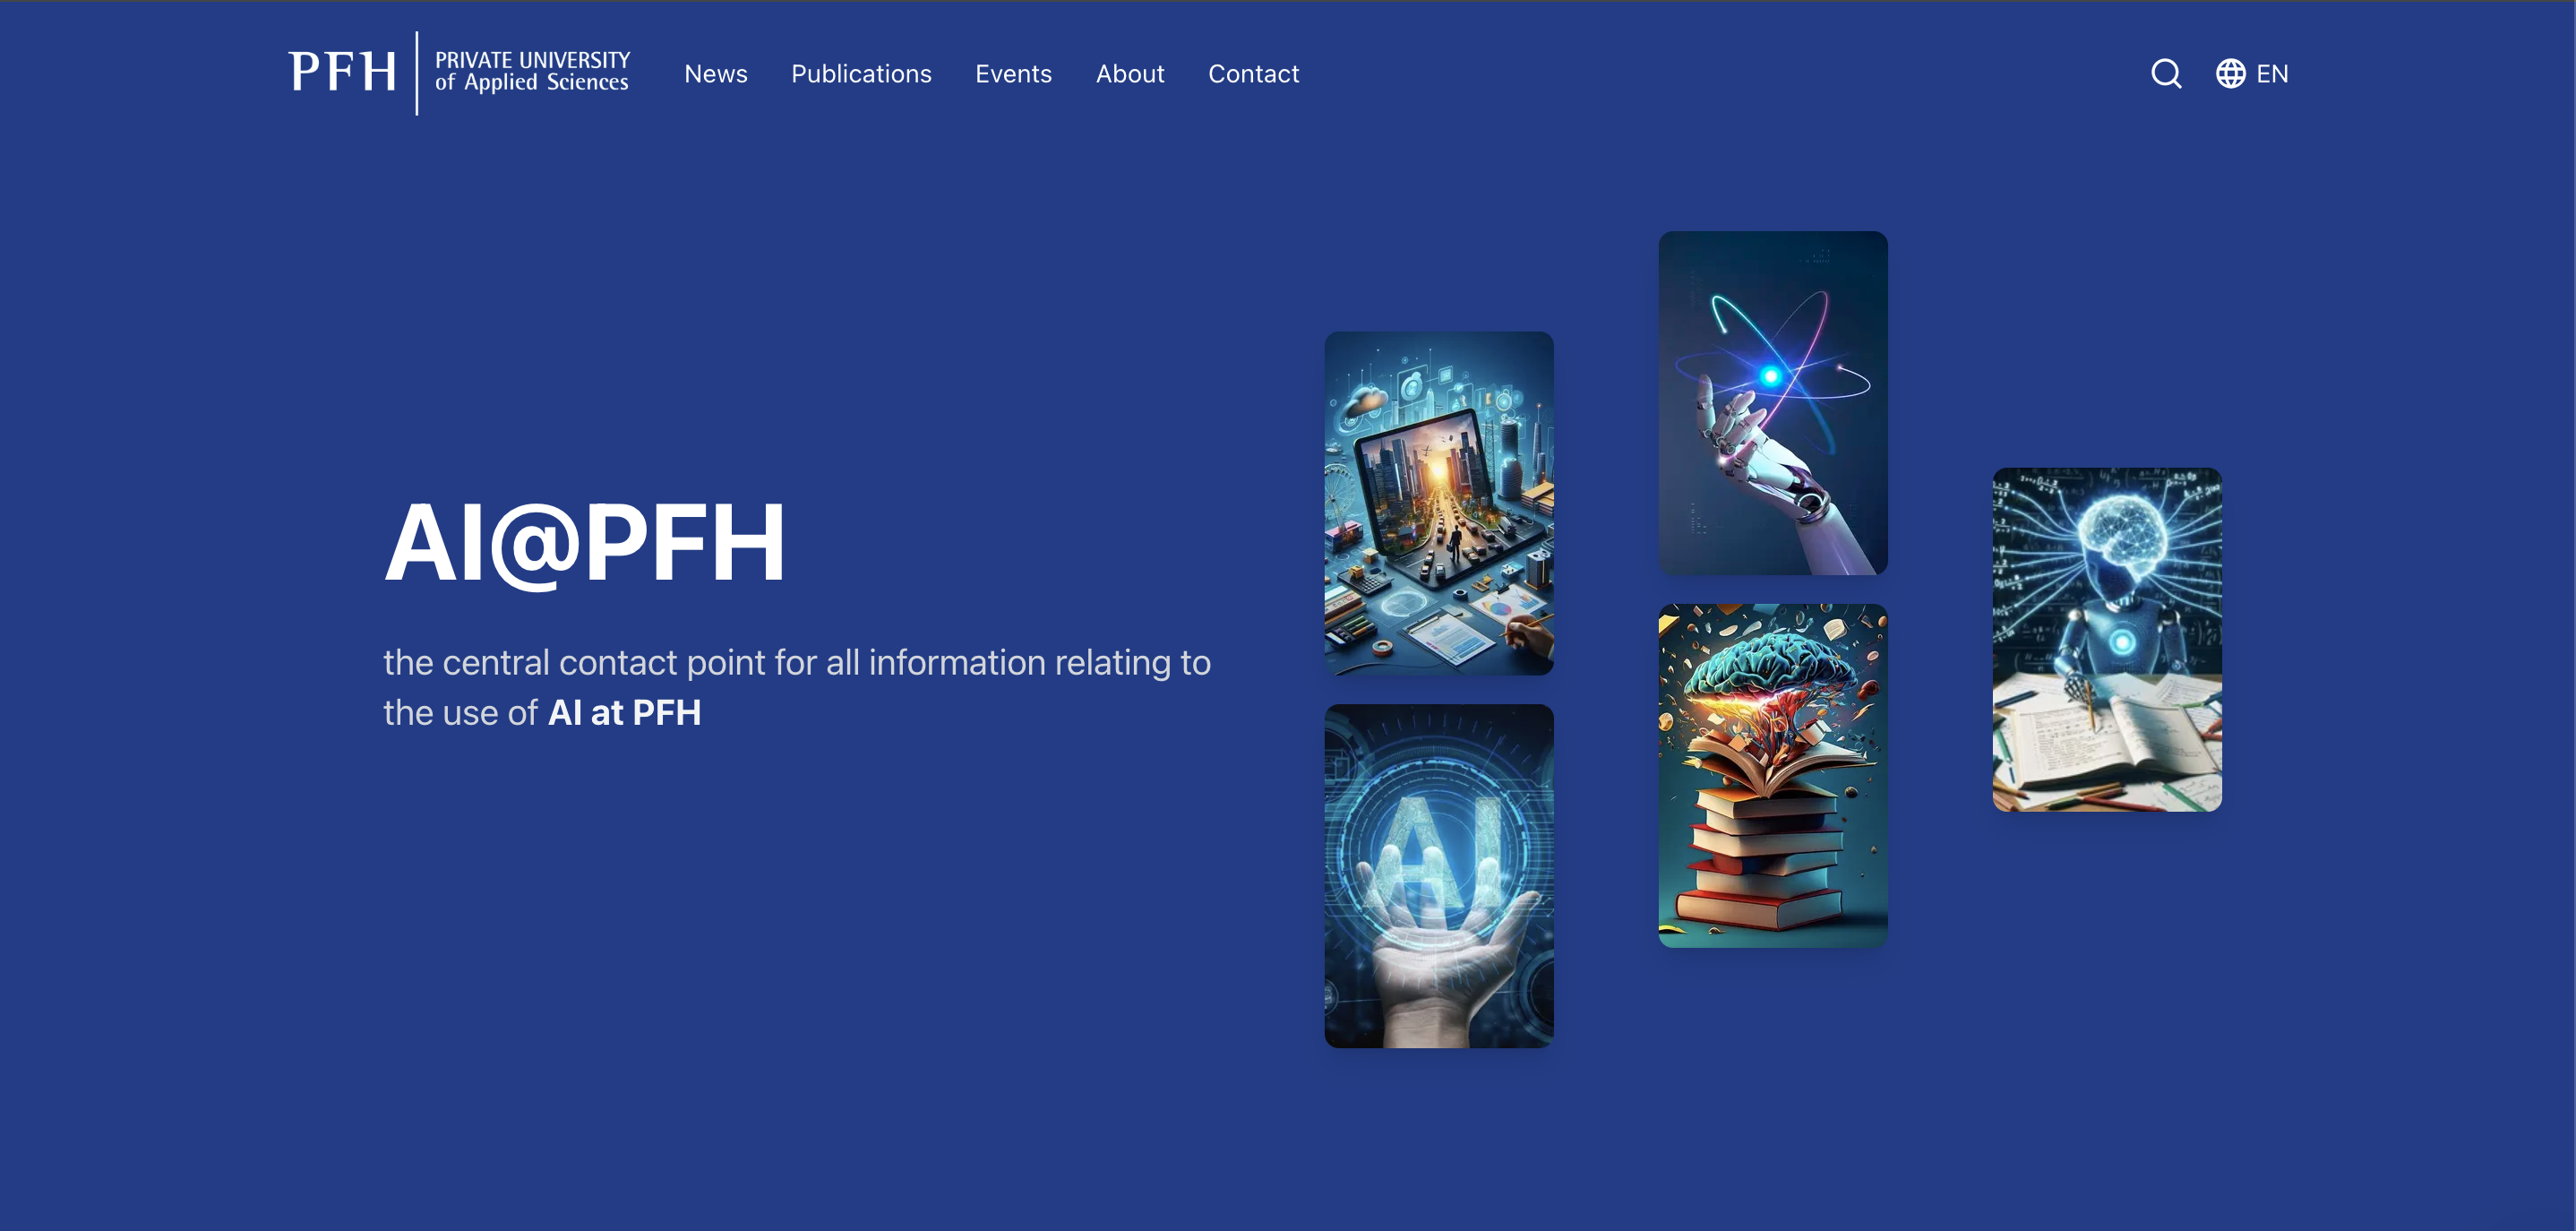 PFH
PRIVATE UNIVERSITY
of Applied Sciences
News
Publications
Events
About
Contact
EN
AI@PFH
the central contact point for all information relating to
the use of AI at PFH
AI